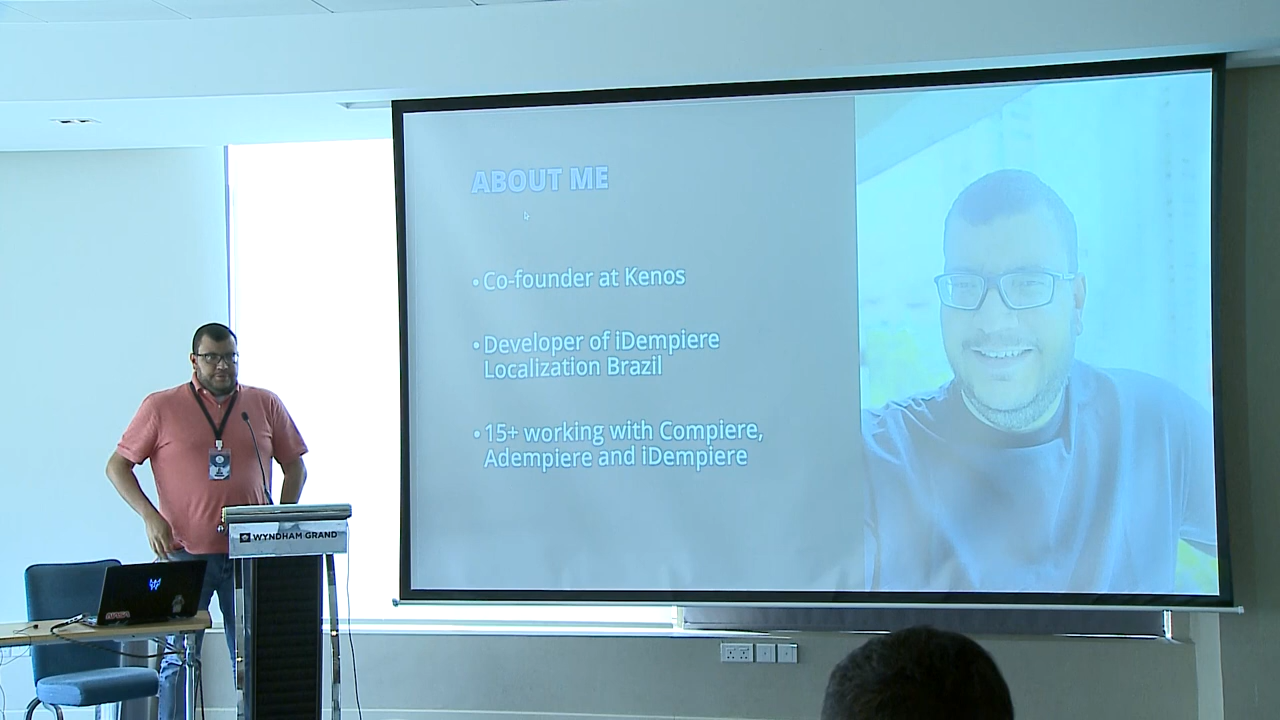 ABOUT ME
• Co-founder at Kenos
• Developer of iDempiere
Localization Brazil
• 15+ working with Compiere,
Adempiere and iDempiere
WYNDHAM GRAND